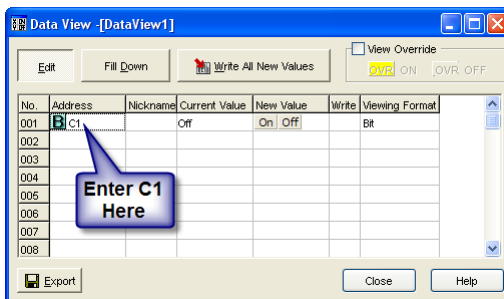 Data View -[DataView1]
Edit Fill Down Write All New Values View Override
OVR ON OVR OFF
No. Address Nickname Current Value New Value Write Viewing Format
001 B C1 Off On Off Bit
002
003
004
005
006
007
008
Enter C1
Here
Export Close Help